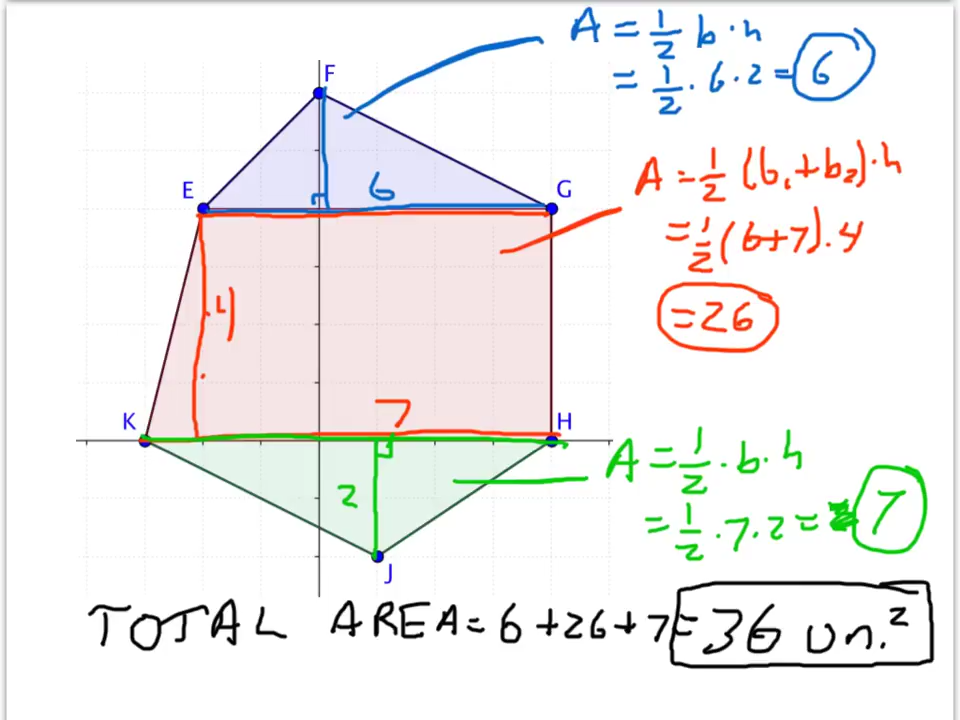 A = 1/2 b · h
= 1/2 · 6 · 2 = 6
F
E
6
G
A = 1/2 (b₁ + b₂) · h
= 1/2 (6+7) · 4
= 26
4
K
7
H
A = 1/2 · b · h
= 1/2 · 7 · 2 = 7
2
J
TOTAL AREA = 6 + 26 + 7 = 36 un.²